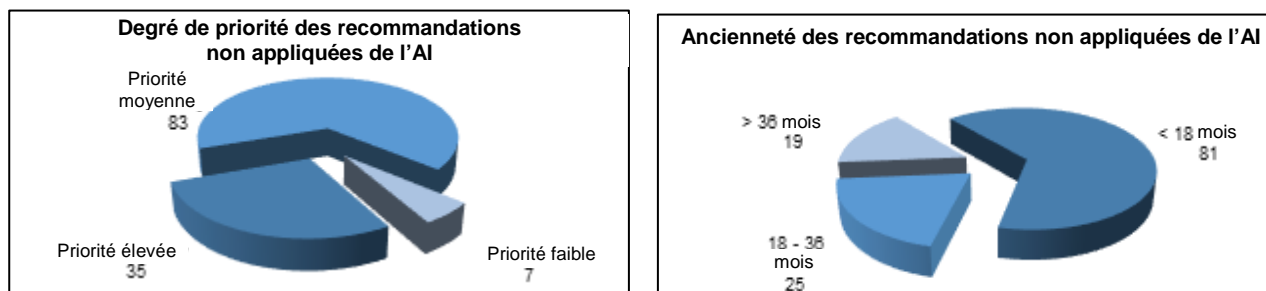 Degré de priorité des recommandations
non appliquées de l'AI
Priorité
moyenne
83
Priorité élevée
35
Priorité faible
7
Ancienneté des recommandations non appliquées de l'AI
> 36 mois
19
< 18 mois
81
18 - 36
mois
25